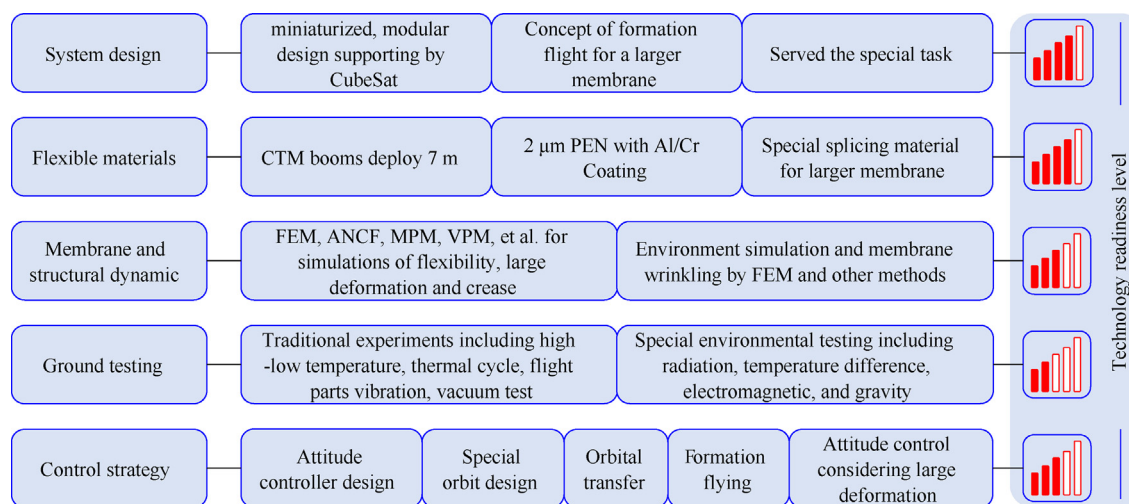 System design
miniaturized, modular
design supporting by
CubeSat
Concept of formation
flight for a larger
membrane
Served the special task
Flexible materials
CTM booms deploy 7 m
2 μm PEN with Al/Cr
Coating
Special splicing material
for larger membrane
Membrane and
structural dynamic
FEM, ANCF, MPM, VPM, et al. for
simulations of flexibility, large
deformation and crease
Environment simulation and membrane
wrinkling by FEM and other methods
Ground testing
Traditional experiments including high
-low temperature, thermal cycle, flight
parts vibration, vacuum test
Special environmental testing including
radiation, temperature difference,
electromagnetic, and gravity
Control strategy
Attitude
controller design
Special
orbit design
Orbital
transfer
Formation
flying
Attitude control
considering large
deformation
Technology readiness level